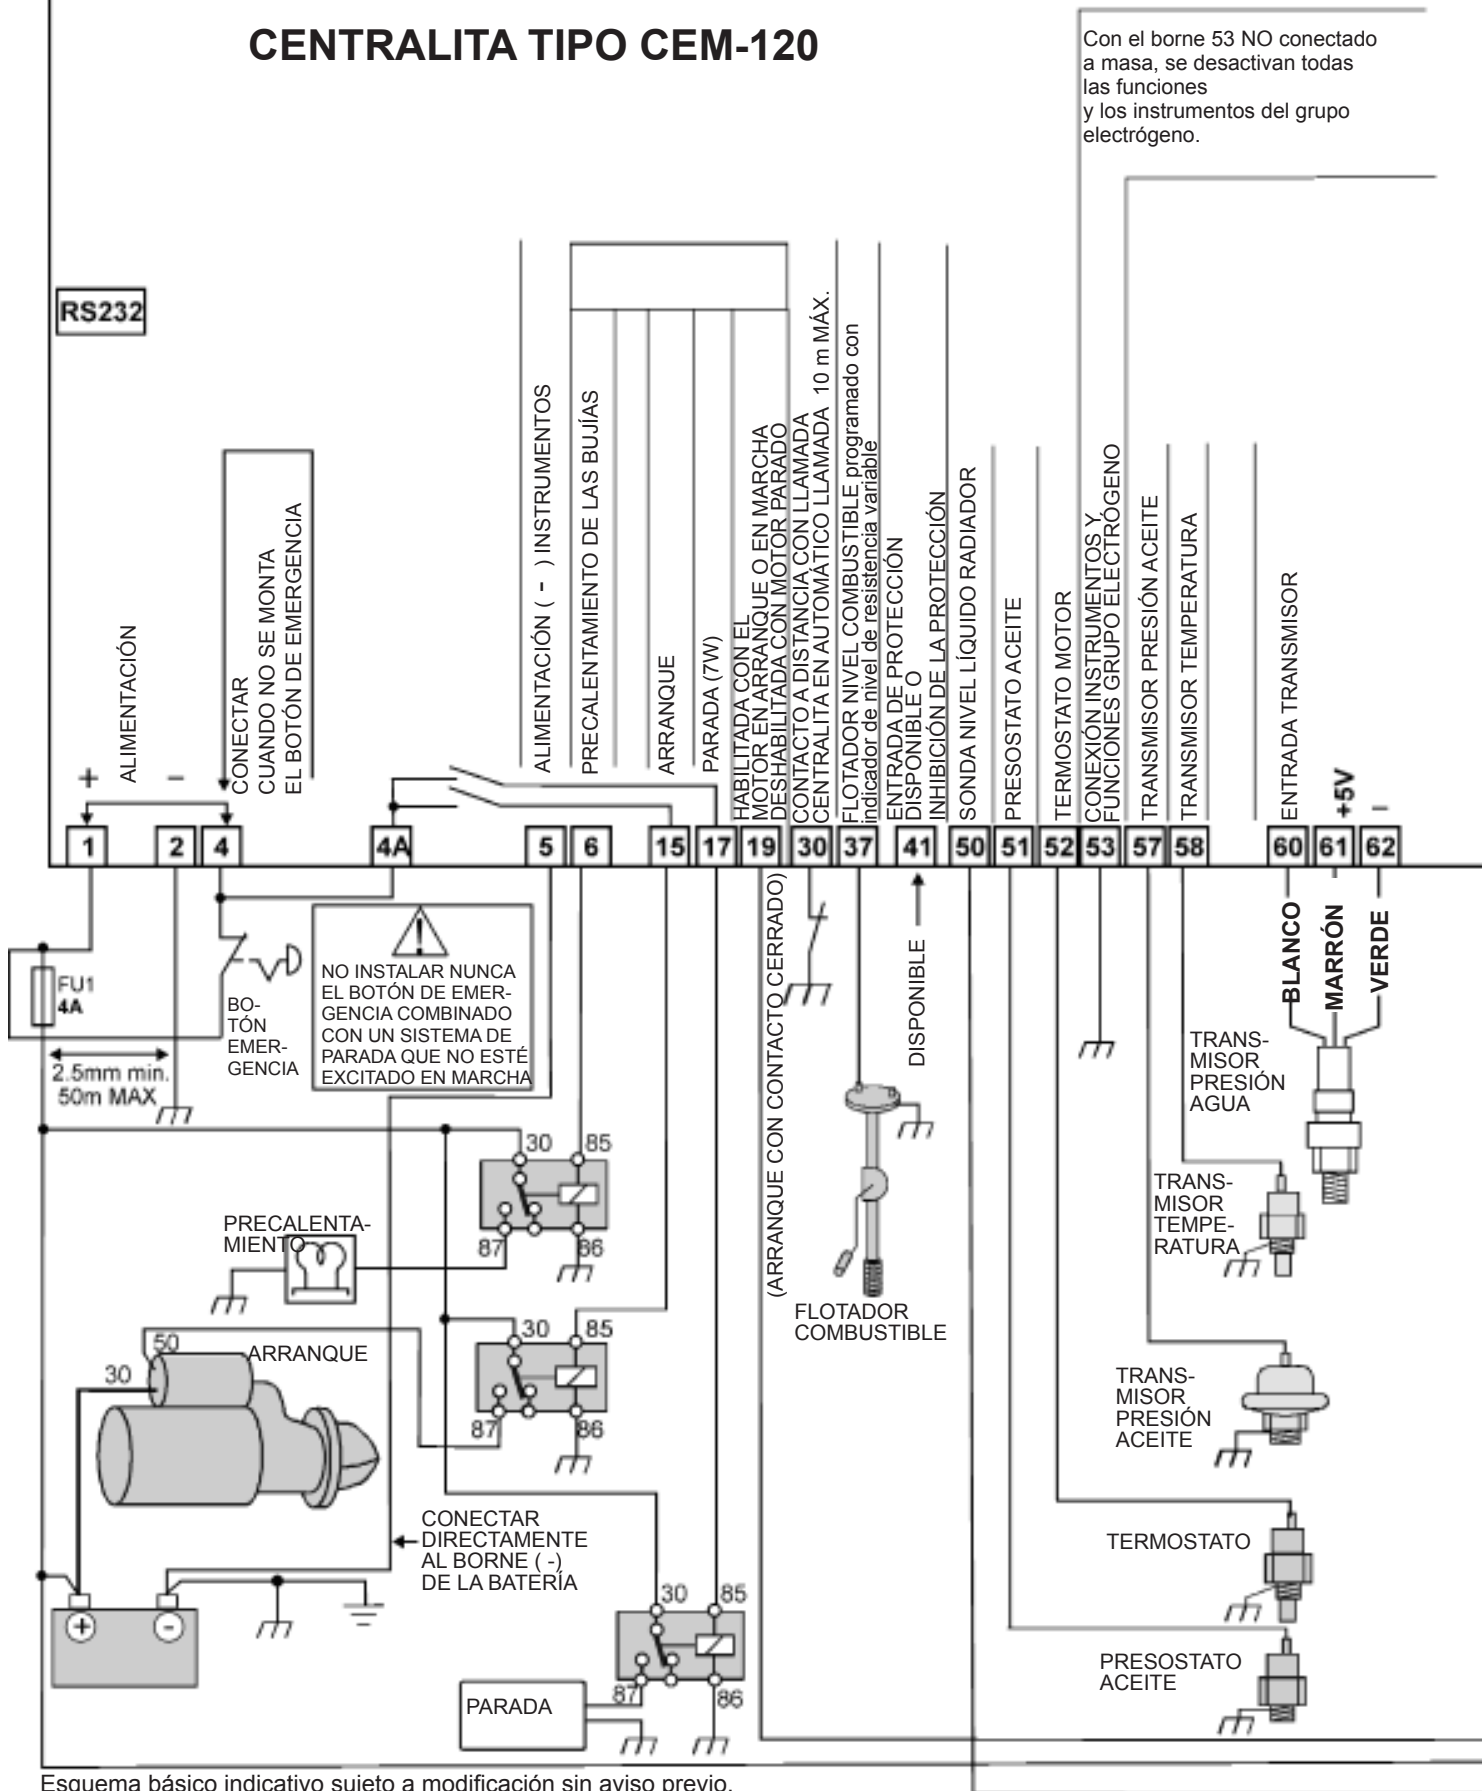 CENTRALITA TIPO CEM-120
Con el borne 53 NO conectado
a masa, se desactivan todas
las funciones
y los instrumentos del grupo
electrógeno.
RS232
+
ALIMENTACIÓN
–
CONECTAR
CUANDO NO SE MONTA
EL BOTÓN DE EMERGENCIA
ALIMENTACIÓN ( - ) INSTRUMENTOS
PRECALENTAMIENTO DE LAS BUJÍAS
ARRANQUE
PARADA (7W)
HABILITADA CON EL
MOTOR EN ARRANQUE O EN MARCHA
DESHABILITADA CON MOTOR PARADO
CONTACTO A DISTANCIA CON LLAMADA
CENTRALITA EN AUTOMÁTICO LLAMADA 10 m MÁX.
FLOTADOR NIVEL COMBUSTIBLE programado con
indicador de nivel de resistencia variable
ENTRADA DE PROTECCIÓN
DISPONIBLE O
INHIBICIÓN DE LA PROTECCIÓN
SONDA NIVEL LÍQUIDO RADIADOR
PRESOSTATO ACEITE
TERMOSTATO MOTOR
CONEXIÓN INSTRUMENTOS Y
FUNCIONES GRUPO ELECTRÓGENO
TRANSMISOR PRESIÓN ACEITE
TRANSMISOR TEMPERATURA
ENTRADA TRANSMISOR
+5V
–
1 2 4 4A 5 6 15 17 19 30 37 41 50 51 52 53 57 58 60 61 62
FU1
4A
BO-
TÓN
EMER-
GENCIA
NO INSTALAR NUNCA
EL BOTÓN DE EMER-
GENCIA COMBINADO
CON UN SISTEMA DE
PARADA QUE NO ESTÉ
EXCITADO EN MARCHA
2.5mm min.
50m MAX
(ARRANQUE CON CONTACTO CERRADO)
DISPONIBLE
BLANCO
MARRÓN
VERDE
TRANS-
MISOR
PRESIÓN
AGUA
30 85
87 86
PRECALENTA-
MIENTO
TRANS-
MISOR
TEMPE-
RATURA
FLOTADOR
COMBUSTIBLE
30 85
87 86
50
30
ARRANQUE
TRANS-
MISOR
PRESIÓN
ACEITE
CONECTAR
DIRECTAMENTE
AL BORNE ( -)
DE LA BATERÍA
TERMOSTATO
+ -
30 85
87 86
PARADA
PRESOSTATO
ACEITE
Esquema básico indicativo sujeto a modificación sin aviso previo.